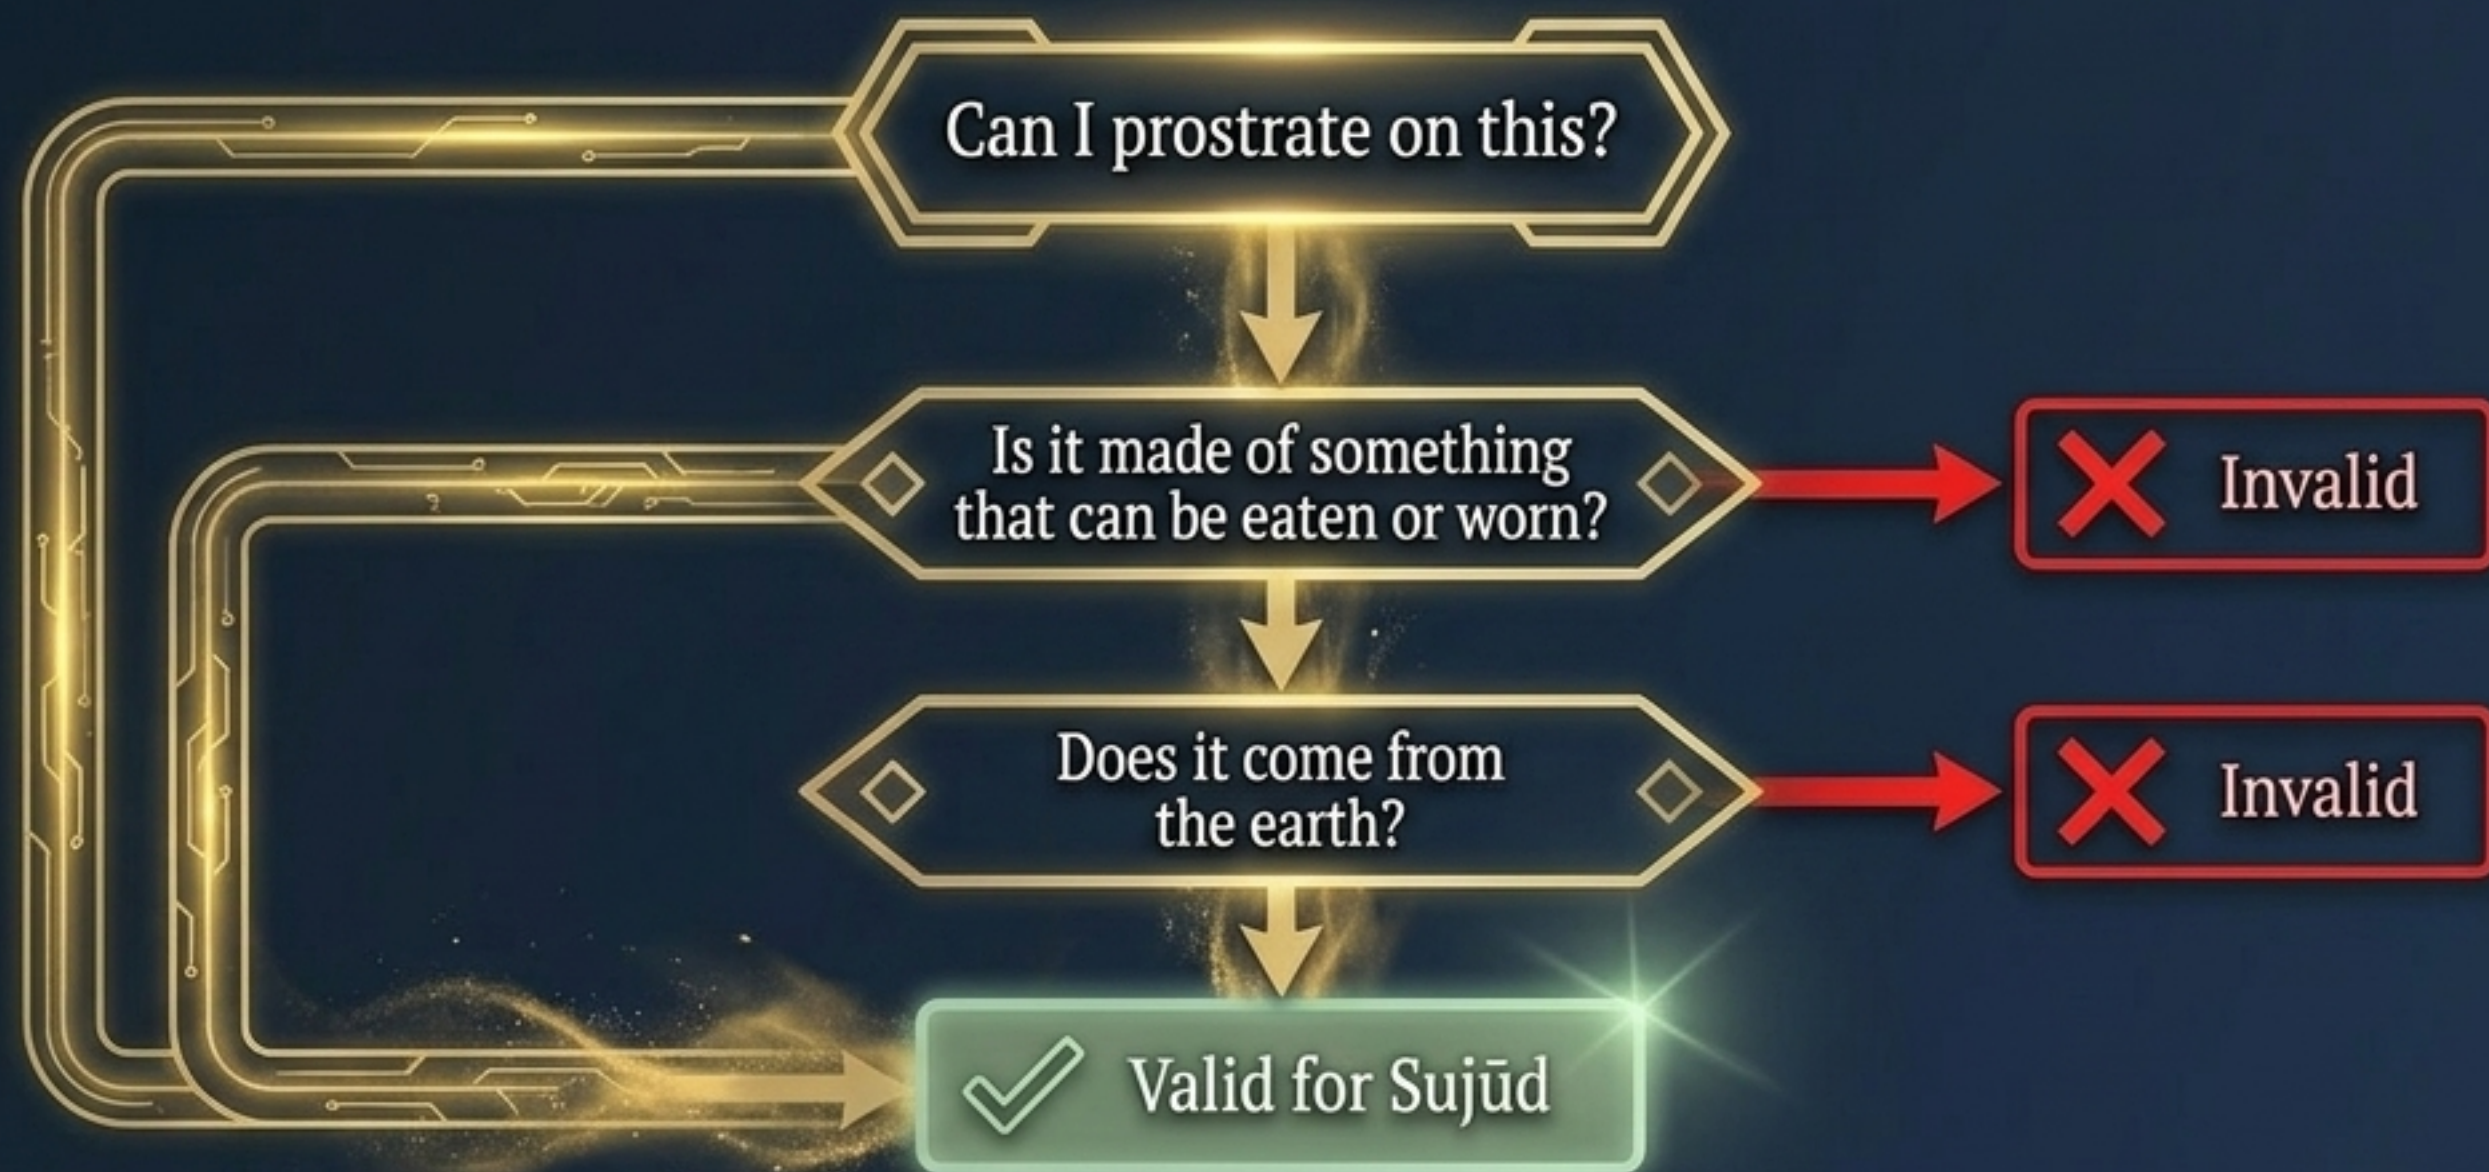 Can I prostrate on this?
Is it made of something
that can be eaten or worn?
Invalid
Does it come from
the earth?
Invalid
Valid for Sujūd